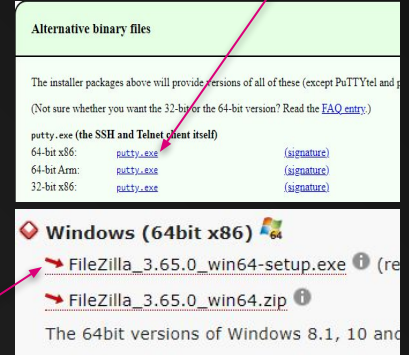 Alternative binary files
The installer packages above will provide versions of all of these (except PuTTYtel and
(Not sure whether you want the 32-bit or the 64-bit version? Read the FAQ entry.)
putty.exe (the SSH and Telnet client itself)
64-bit x86: putty.exe (signature)
64-bit Arm: putty.exe (signature)
32-bit x86: putty.exe (signature)
Windows (64bit x86) 64
FileZilla_3.65.0_win64-setup.exe i (re
FileZilla_3.65.0_win64.zip i
The 64bit versions of Windows 8.1, 10 and